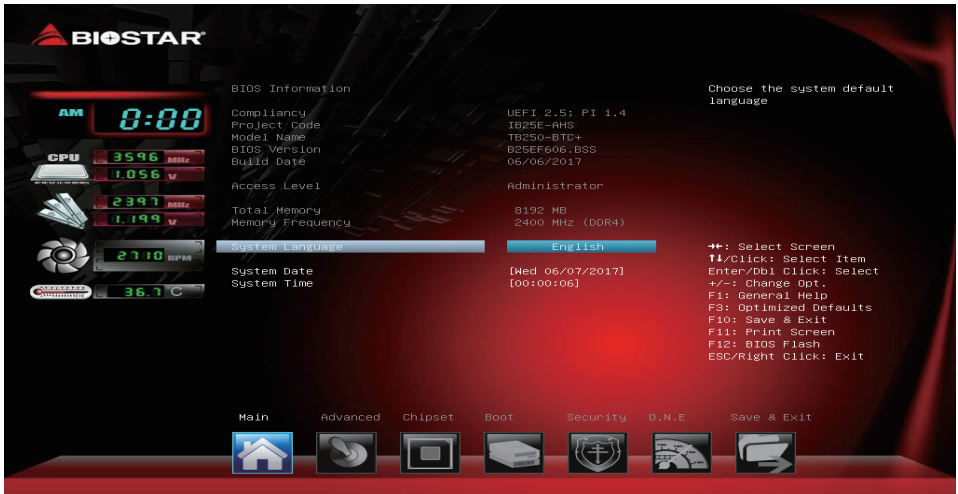 BIOSTAR
AM 0:00
CPU 3596 MHz
1.056 V
2397 MHz
1.199 V
2710 RPM
36.7 C
BIOS Information
Compliancy UEFI 2.5; PI 1.4
Project Code IB25E-AHS
Model Name TB250-BTC+
BIOS Version B25EF606.BSS
Build Date 06/06/2017
Access Level Administrator
Total Memory 8192 MB
Memory Frequency 2400 MHz (DDR4)
System Language English
System Date [Wed 06/07/2017]
System Time [00:00:06]
Choose the system default
language
→←: Select Screen
↑↓/Click: Select Item
Enter/Dbl Click: Select
+/-: Change Opt.
F1: General Help
F3: Optimized Defaults
F10: Save & Exit
F11: Print Screen
F12: BIOS Flash
ESC/Right Click: Exit
Main Advanced Chipset Boot Security O.N.E Save & Exit